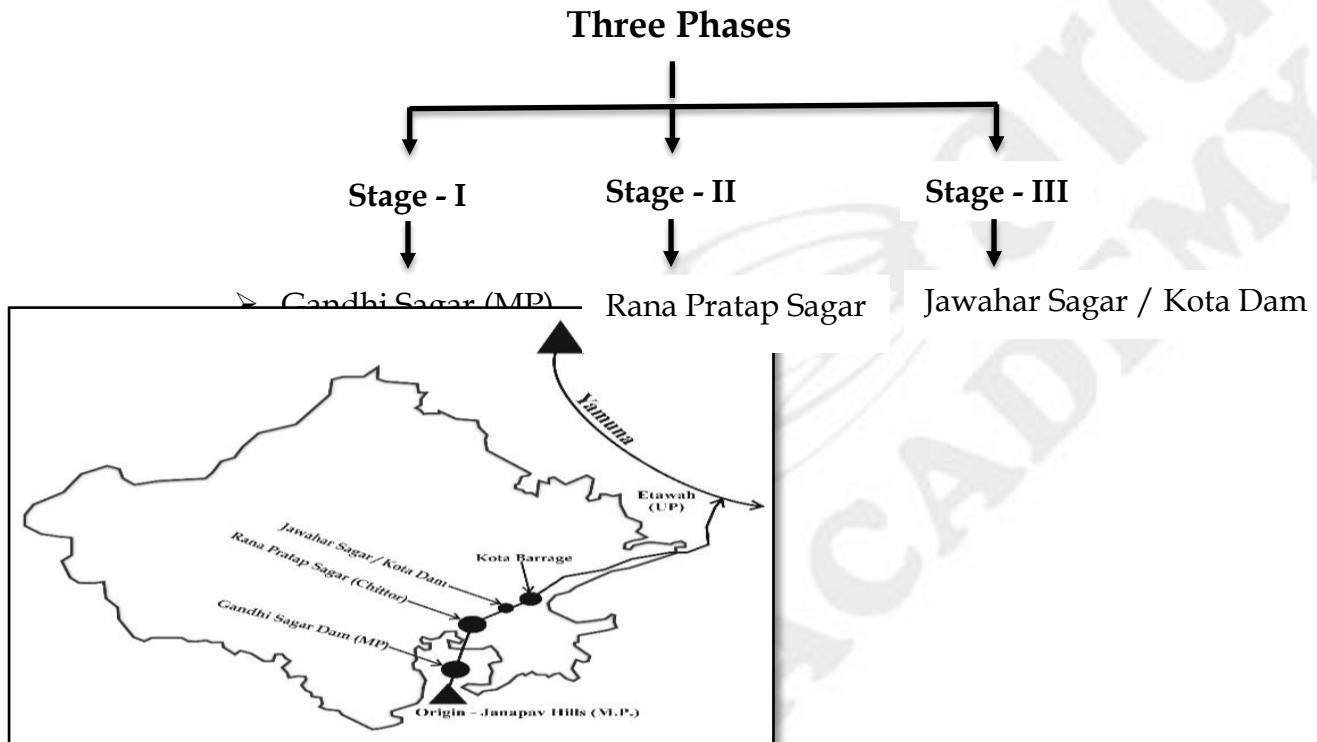 Three Phases
Stage - I
Stage - II
Stage - III
➢ Gandhi Sagar (MP)
Rana Pratap Sagar
Jawahar Sagar / Kota Dam
Yamuna
Etawah
(UP)
Jawahar Sagar / Kota Dam
Kota Barrage
Rana Pratap Sagar (Chittor)
Gandhi Sagar Dam (MP)
Origin - Janapav Hills (M.P.)
ACADEMY